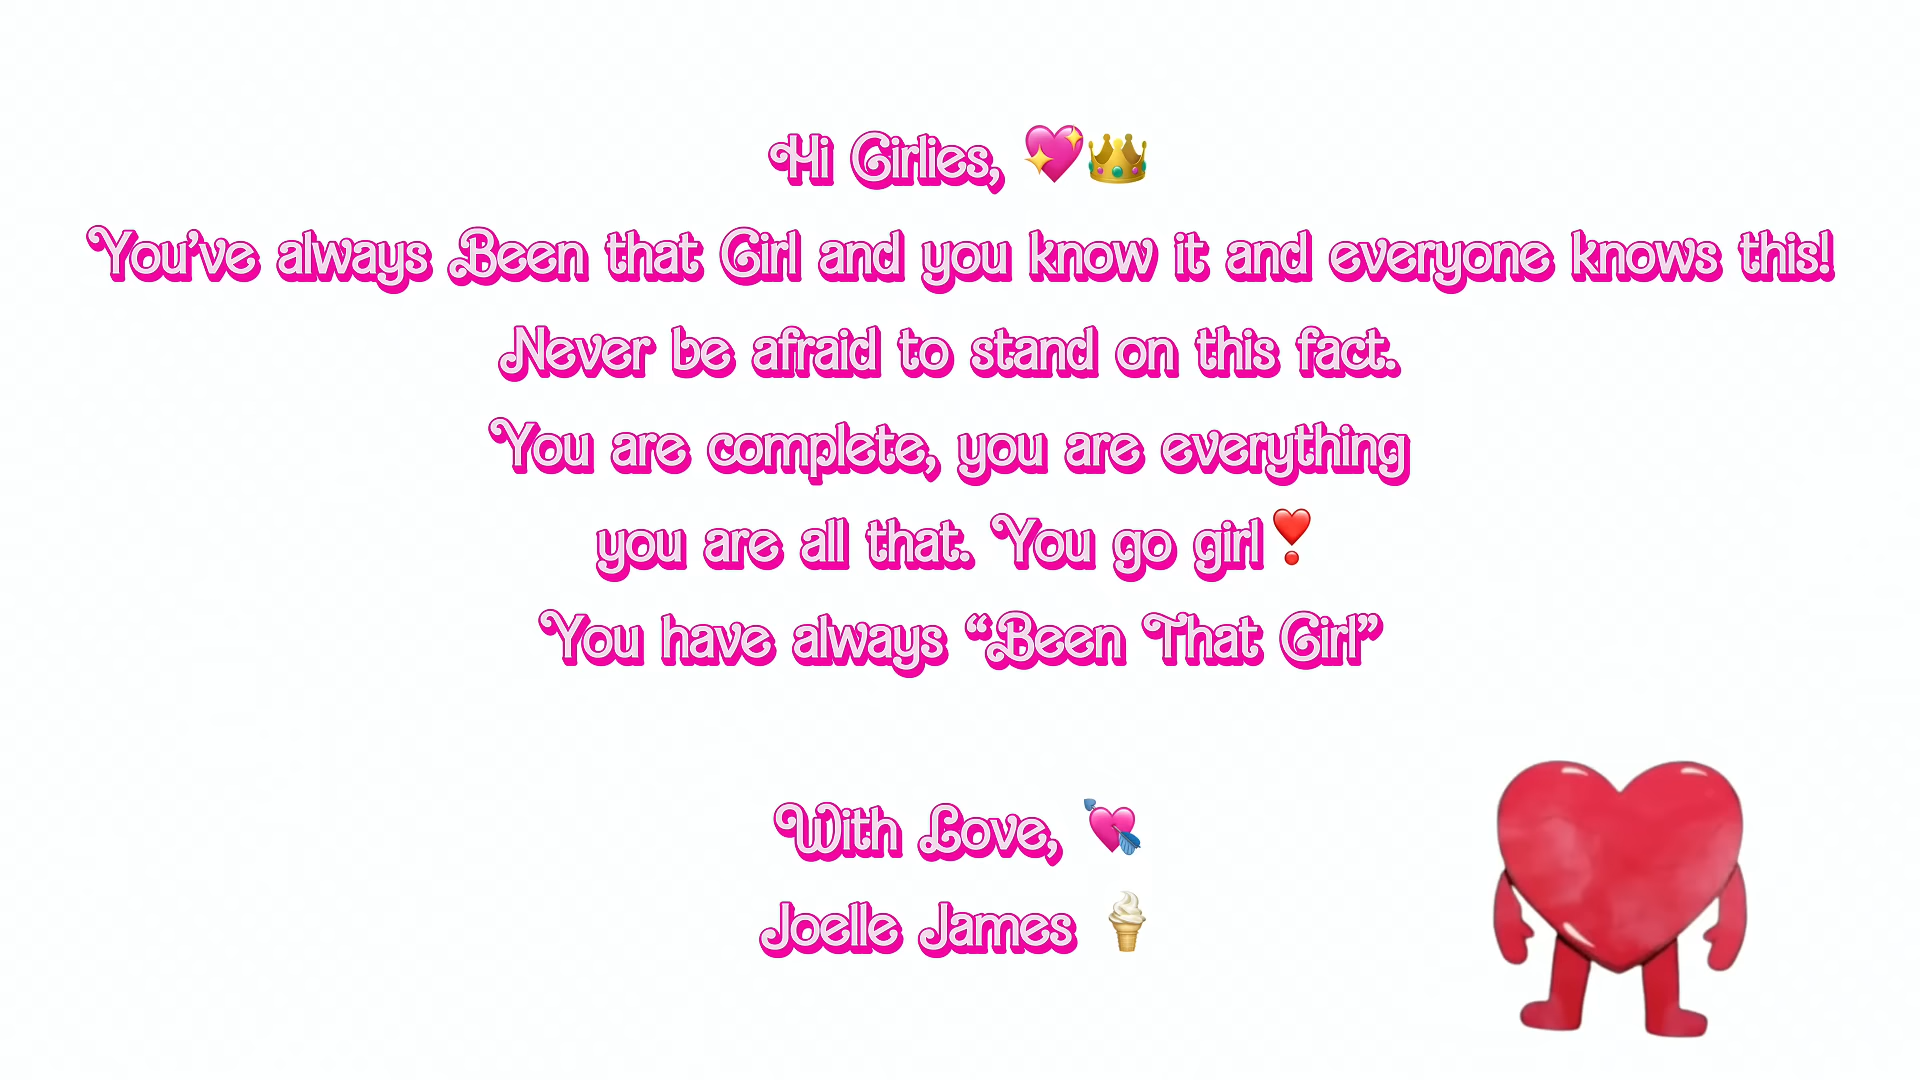 Hi Girlies, 💖👑
You’ve always Been that Girl and you know it and everyone knows this!
Never be afraid to stand on this fact.
You are complete, you are everything
you are all that. You go girl❣️
You have always “Been That Girl”
With Love, 💘
Joelle James 🍦